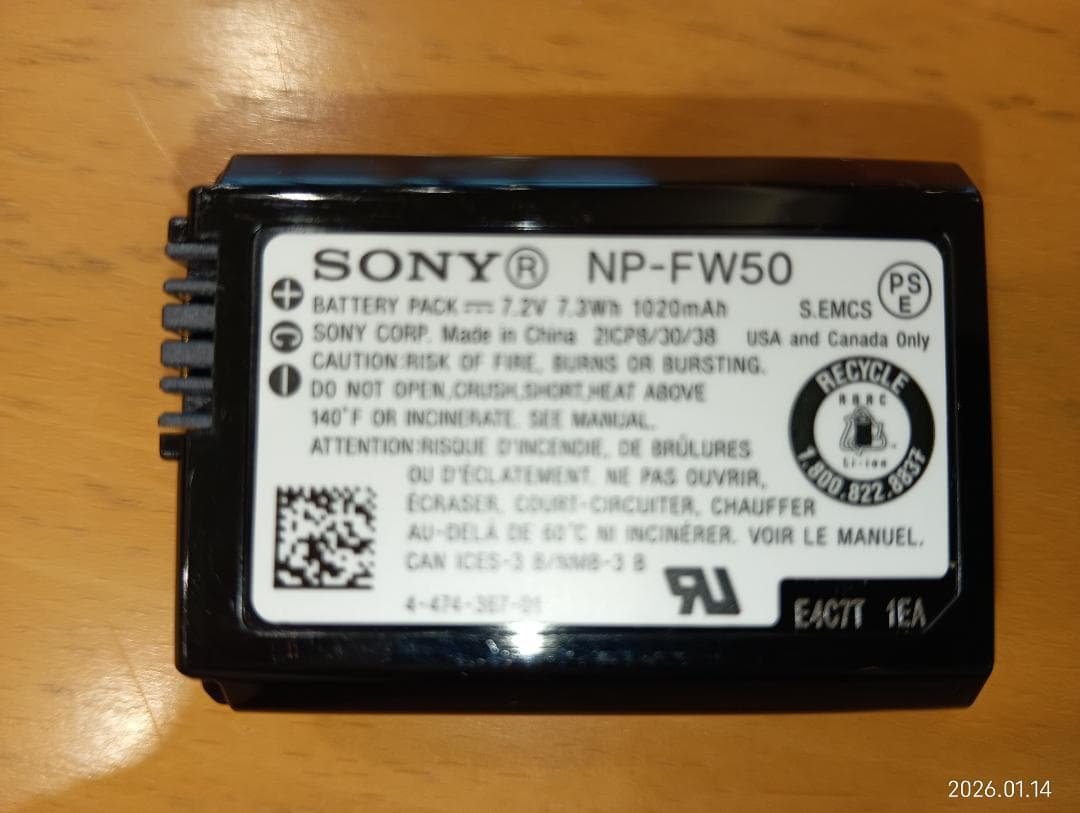 SONY® NP-FW50
PS E
BATTERY PACK ⎓ 7.2V 7.3Wh 1020mAh S.EMCS
SONY CORP. Made in China 2ICP8/30/38 USA and Canada Only
CAUTION:RISK OF FIRE, BURNS OR BURSTING.
DO NOT OPEN,CRUSH,SHORT,HEAT ABOVE
140°F OR INCINERATE. SEE MANUAL.
ATTENTION:RISQUE D'INCENDIE, DE BRÛLURES
OU D'ÉCLATEMENT. NE PAS OUVRIR,
ÉCRASER, COURT-CIRCUITER, CHAUFFER
AU-DELÀ DE 60°C NI INCINÉRER. VOIR LE MANUEL.
CAN ICES-3 B/NMB-3 B
4-474-367-01
RECYCLE
RBRC
Li-ion
1.800.822.8837
RU
E4C7T 1EA
2026.01.14